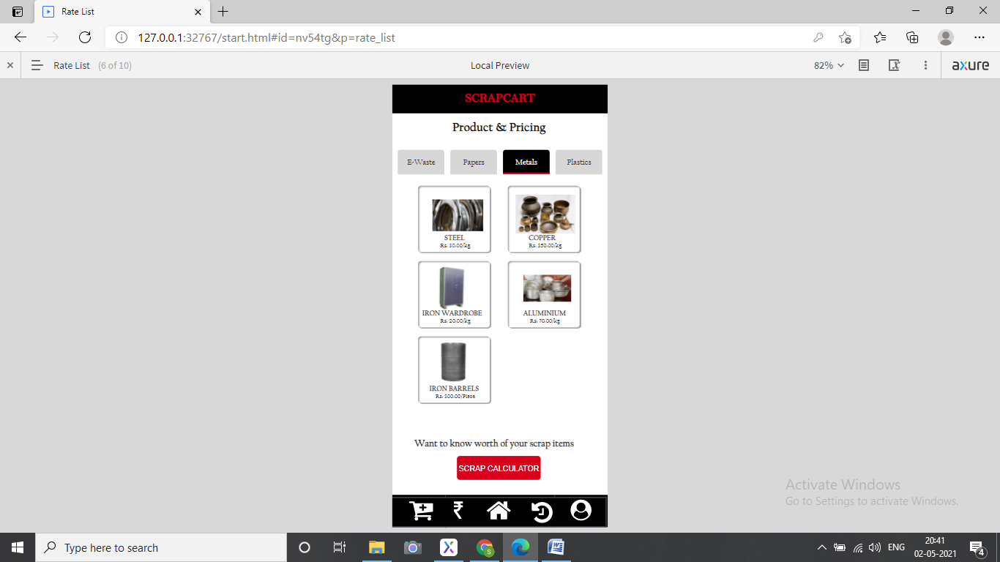 Rate List
127.0.0.1:32767/start.html#id=nv54tg&p=rate_list
Rate List (6 of 10)
Local Preview
82%
axure
SCRAPCART
Product & Pricing
E-Waste
Papers
Metals
Plastics
STEEL
Rs. 30.00/kg
COPPER
Rs. 350.00/kg
IRON WARDROBE
Rs. 20.00/kg
ALUMINIUM
Rs. 70.00/kg
IRON BARRELS
Rs. 300.00/Piece
Want to know worth of your scrap items
SCRAP CALCULATOR
Activate Windows
Go to Settings to activate Windows.
Type here to search
ENG
20:41
02-05-2021
4